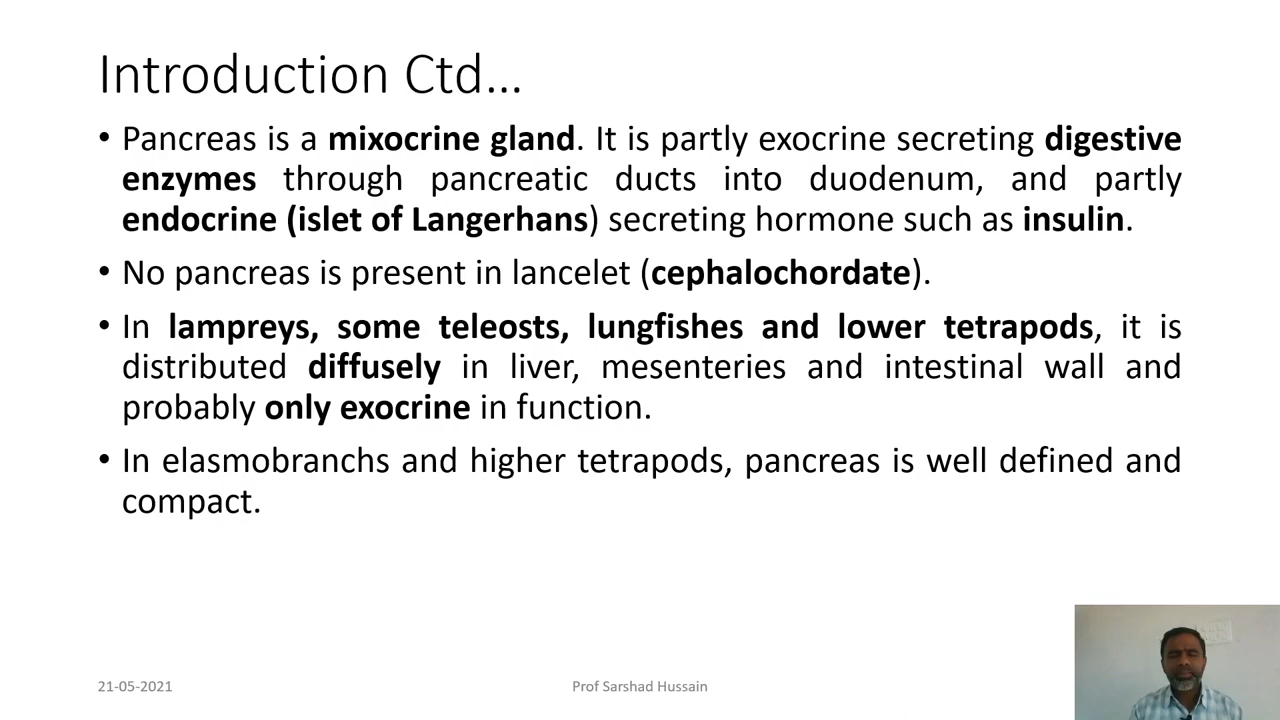 Introduction Ctd...
• Pancreas is a mixocrine gland. It is partly exocrine secreting digestive
enzymes through pancreatic ducts into duodenum, and partly
endocrine (islet of Langerhans) secreting hormone such as insulin.
• No pancreas is present in lancelet (cephalochordate).
• In lampreys, some teleosts, lungfishes and lower tetrapods, it is
distributed diffusely in liver, mesenteries and intestinal wall and
probably only exocrine in function.
• In elasmobranchs and higher tetrapods, pancreas is well defined and
compact.
21-05-2021
Prof Sarshad Hussain